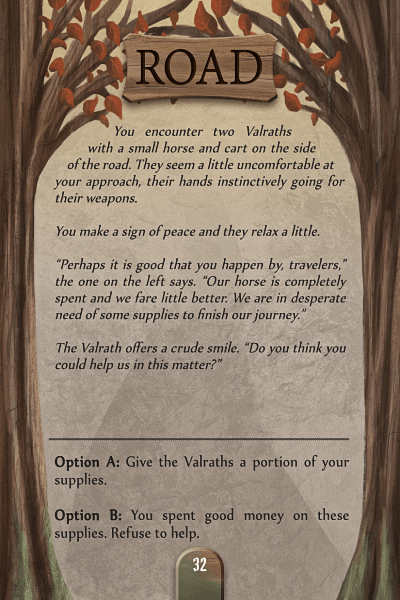 ROAD
You encounter two Valraths
with a small horse and cart on the side
of the road. They seem a little uncomfortable at
your approach, their hands instinctively going for
their weapons.
You make a sign of peace and they relax a little.
“Perhaps it is good that you happen by, travelers,”
the one on the left says. “Our horse is completely
spent and we fare little better. We are in desperate
need of some supplies to finish our journey.”
The Valrath offers a crude smile. “Do you think you
could help us in this matter?”
Option A: Give the Valraths a portion of your
supplies.
Option B: You spent good money on these
supplies. Refuse to help.
32